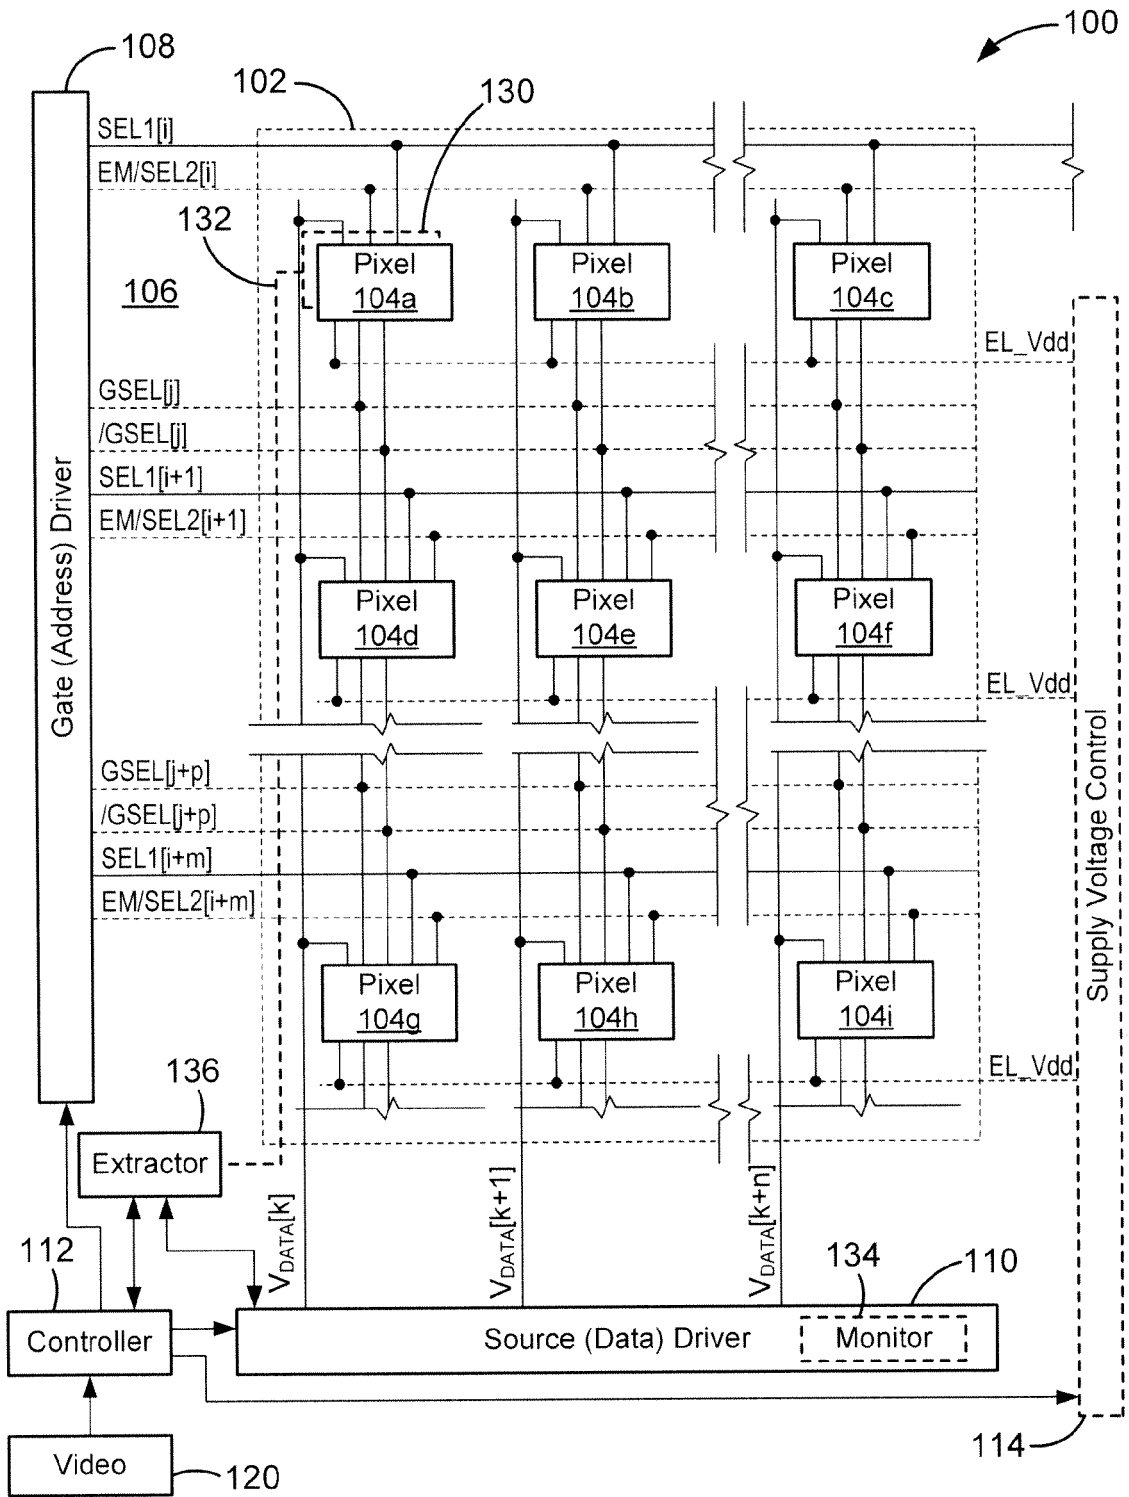 100
108
102
130
SEL1[i]
EM/SEL2[i]
132
106
Pixel
104a
Pixel
104b
Pixel
104c
EL_Vdd
GSEL[j]
/GSEL[j]
SEL1[i+1]
EM/SEL2[i+1]
Gate (Address) Driver
Pixel
104d
Pixel
104e
Pixel
104f
EL_Vdd
Supply Voltage Control
GSEL[j+p]
/GSEL[j+p]
SEL1[i+m]
EM/SEL2[i+m]
Pixel
104g
Pixel
104h
Pixel
104i
EL_Vdd
136
Extractor
VDATA[k]
VDATA[k+1]
VDATA[k+n]
112
134
110
Controller
Source (Data) Driver
Monitor
114
Video
120